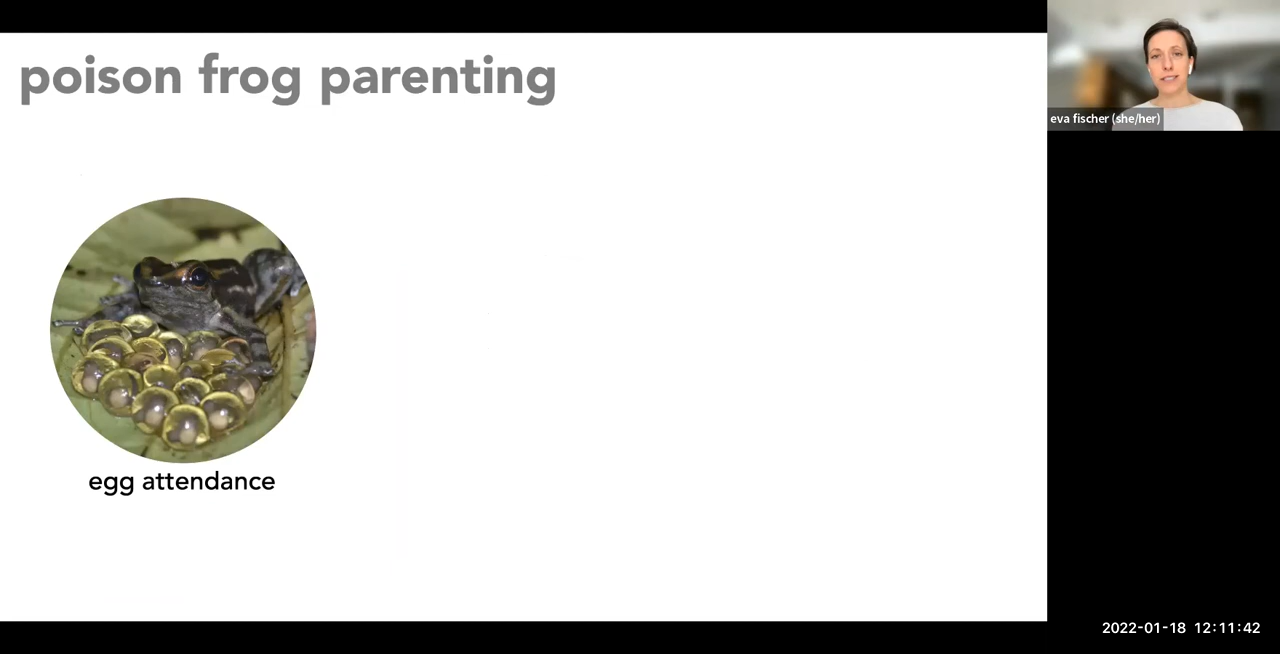 poison frog parenting
eva fischer (she/her)
egg attendance
2022-01-18 12:11:42